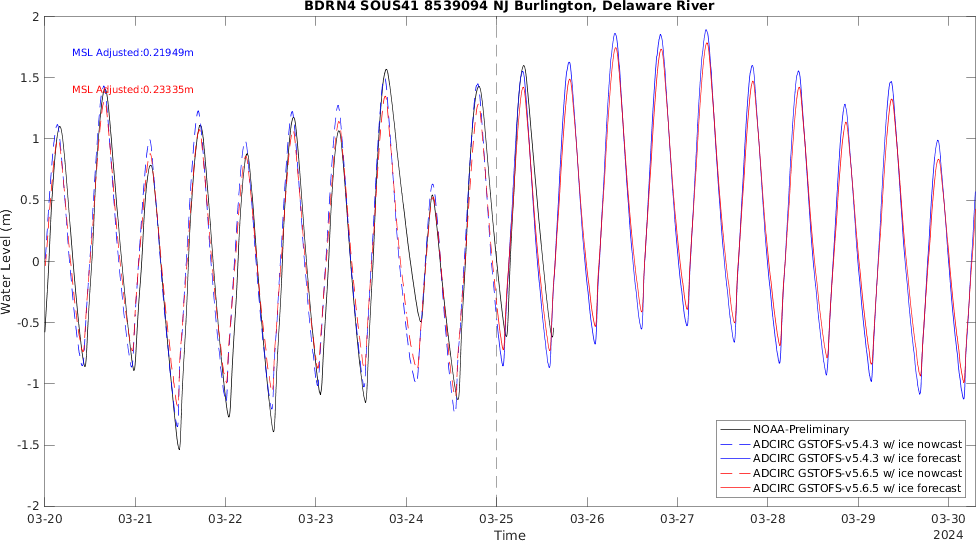 BDRN4 SOUS41 8539094 NJ Burlington, Delaware River
2
MSL Adjusted:0.21949m
1.5
MSL Adjusted:0.23335m
1
0.5
Water Level (m)
0
-0.5
-1
NOAA-Preliminary
ADCIRC GSTOFS-v5.4.3 w/ ice nowcast
-1.5
ADCIRC GSTOFS-v5.4.3 w/ ice forecast
ADCIRC GSTOFS-v5.6.5 w/ ice nowcast
ADCIRC GSTOFS-v5.6.5 w/ ice forecast
-2
03-20 03-21 03-22 03-23 03-24 03-25 03-26 03-27 03-28 03-29 03-30
Time 2024